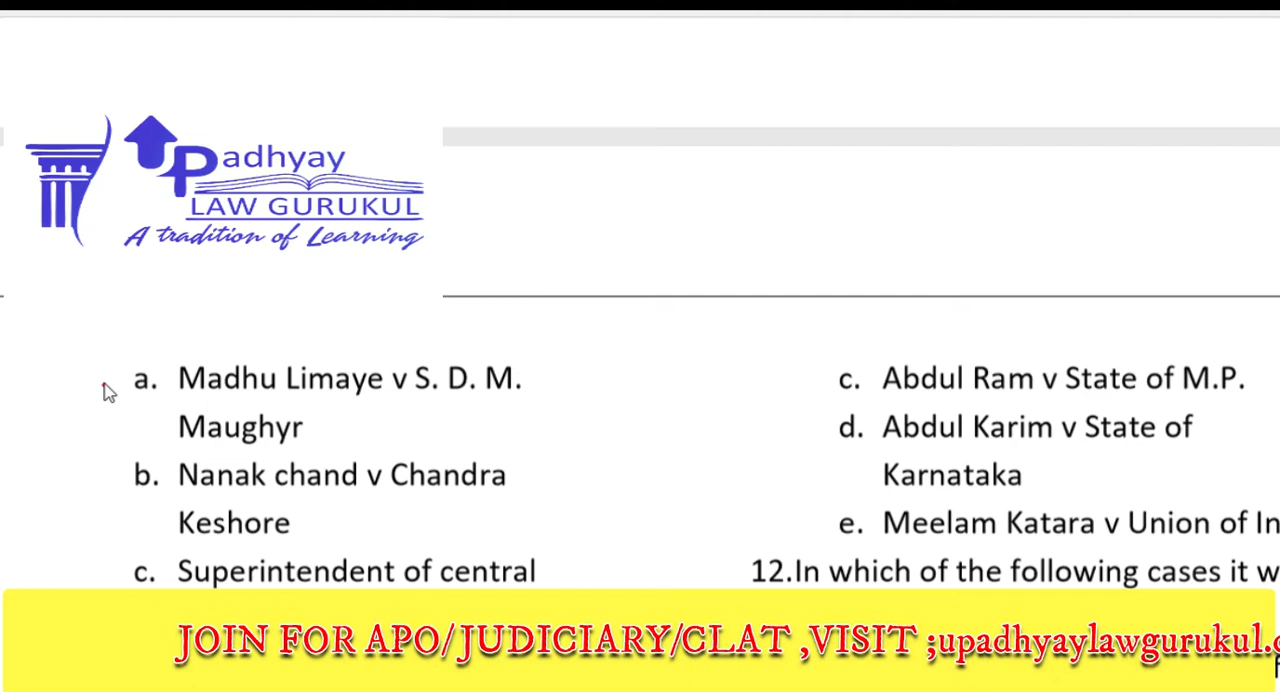 Padhyay
LAW GURUKUL
A tradition of Learning
a. Madhu Limaye v S. D. M.
Maughyr
b. Nanak chand v Chandra
Keshore
c. Superintendent of central
c. Abdul Ram v State of M.P.
d. Abdul Karim v State of
Karnataka
e. Meelam Katara v Union of In
12.In which of the following cases it w
JOIN FOR APO/JUDICIARY/CLAT ,VISIT ;upadhyaylawgurukul.c